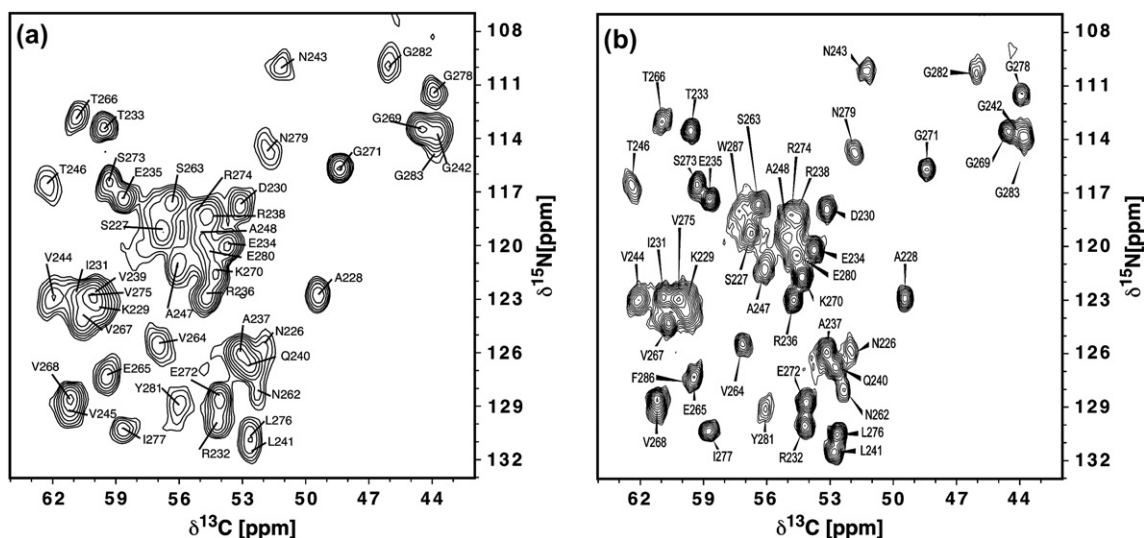 (a)
N243
G282
G278
T266
T233
G269
N279
G271
G242
G283
T246
S273
E235
S263
R274
D230
R238
S227
A248
E234
V244
I231
V239
E280
K270
V275
A228
K229
R236
A247
V267
A237
N226
V264
V268
E265
E272
Q240
V245
Y281
N262
I277
R232
L276
L241
108
111
114
117
120
123
126
129
132
δ15N[ppm]
62 59 56 53 50 47 44
δ13C [ppm]
(b)
N243
G282
G278
T266
T233
S263
N279
G242
G271
G269
G283
T246
S273
E235
W287
R274
A248
R238
D230
V275
I231
S227
E234
V244
K229
E280
A228
A247
K270
R236
A237
V267
N226
V264
F286
E272
Q240
E265
N262
V268
Y281
L276
I277
R232
L241
108
111
114
117
120
123
126
129
132
δ15N[ppm]
62 59 56 53 50 47 44
δ13C [ppm]